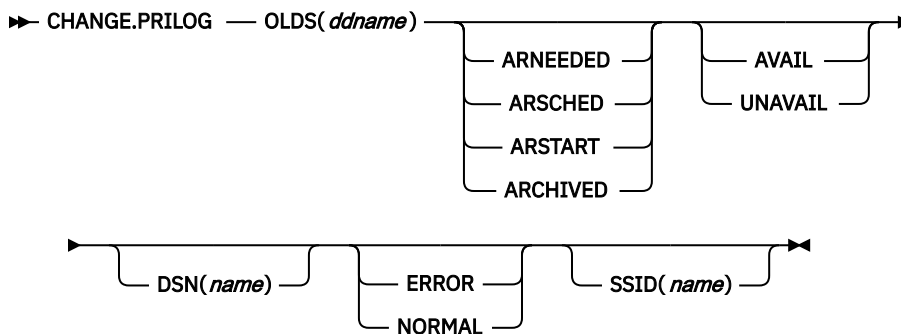 CHANGE.PRILOG OLDS(ddname)
ARNEEDED
ARSCHED
ARSTART
ARCHIVED
AVAIL
UNAVAIL
DSN(name)
ERROR
NORMAL
SSID(name)